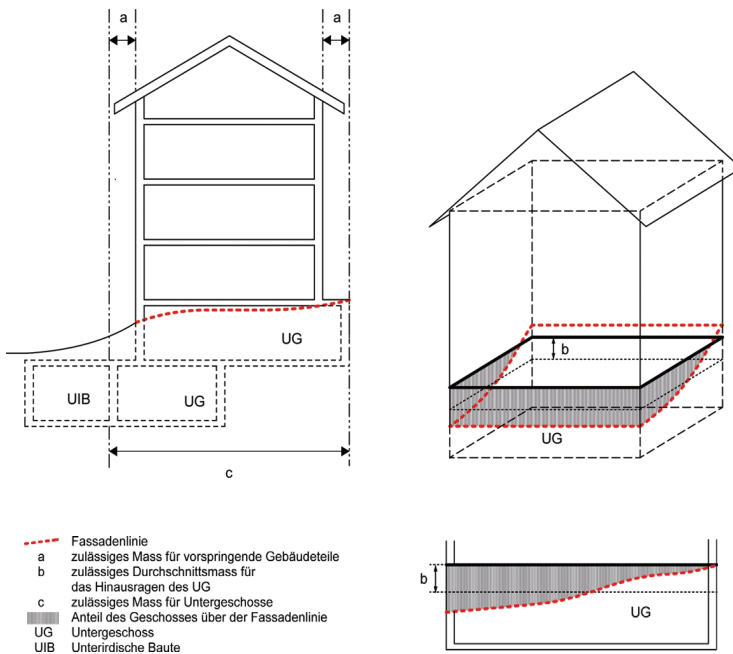 a
a
UG
UIB
UG
c
b
UG
Fassadenlinie
a zulässiges Mass für vorspringende Gebäudeteile
b zulässiges Durchschnittsmass für
das Hinausragen des UG
c zulässiges Mass für Untergeschosse
Anteil des Geschosses über der Fassadenlinie
UG Untergeschoss
UIB Unterirdische Baute
b
UG